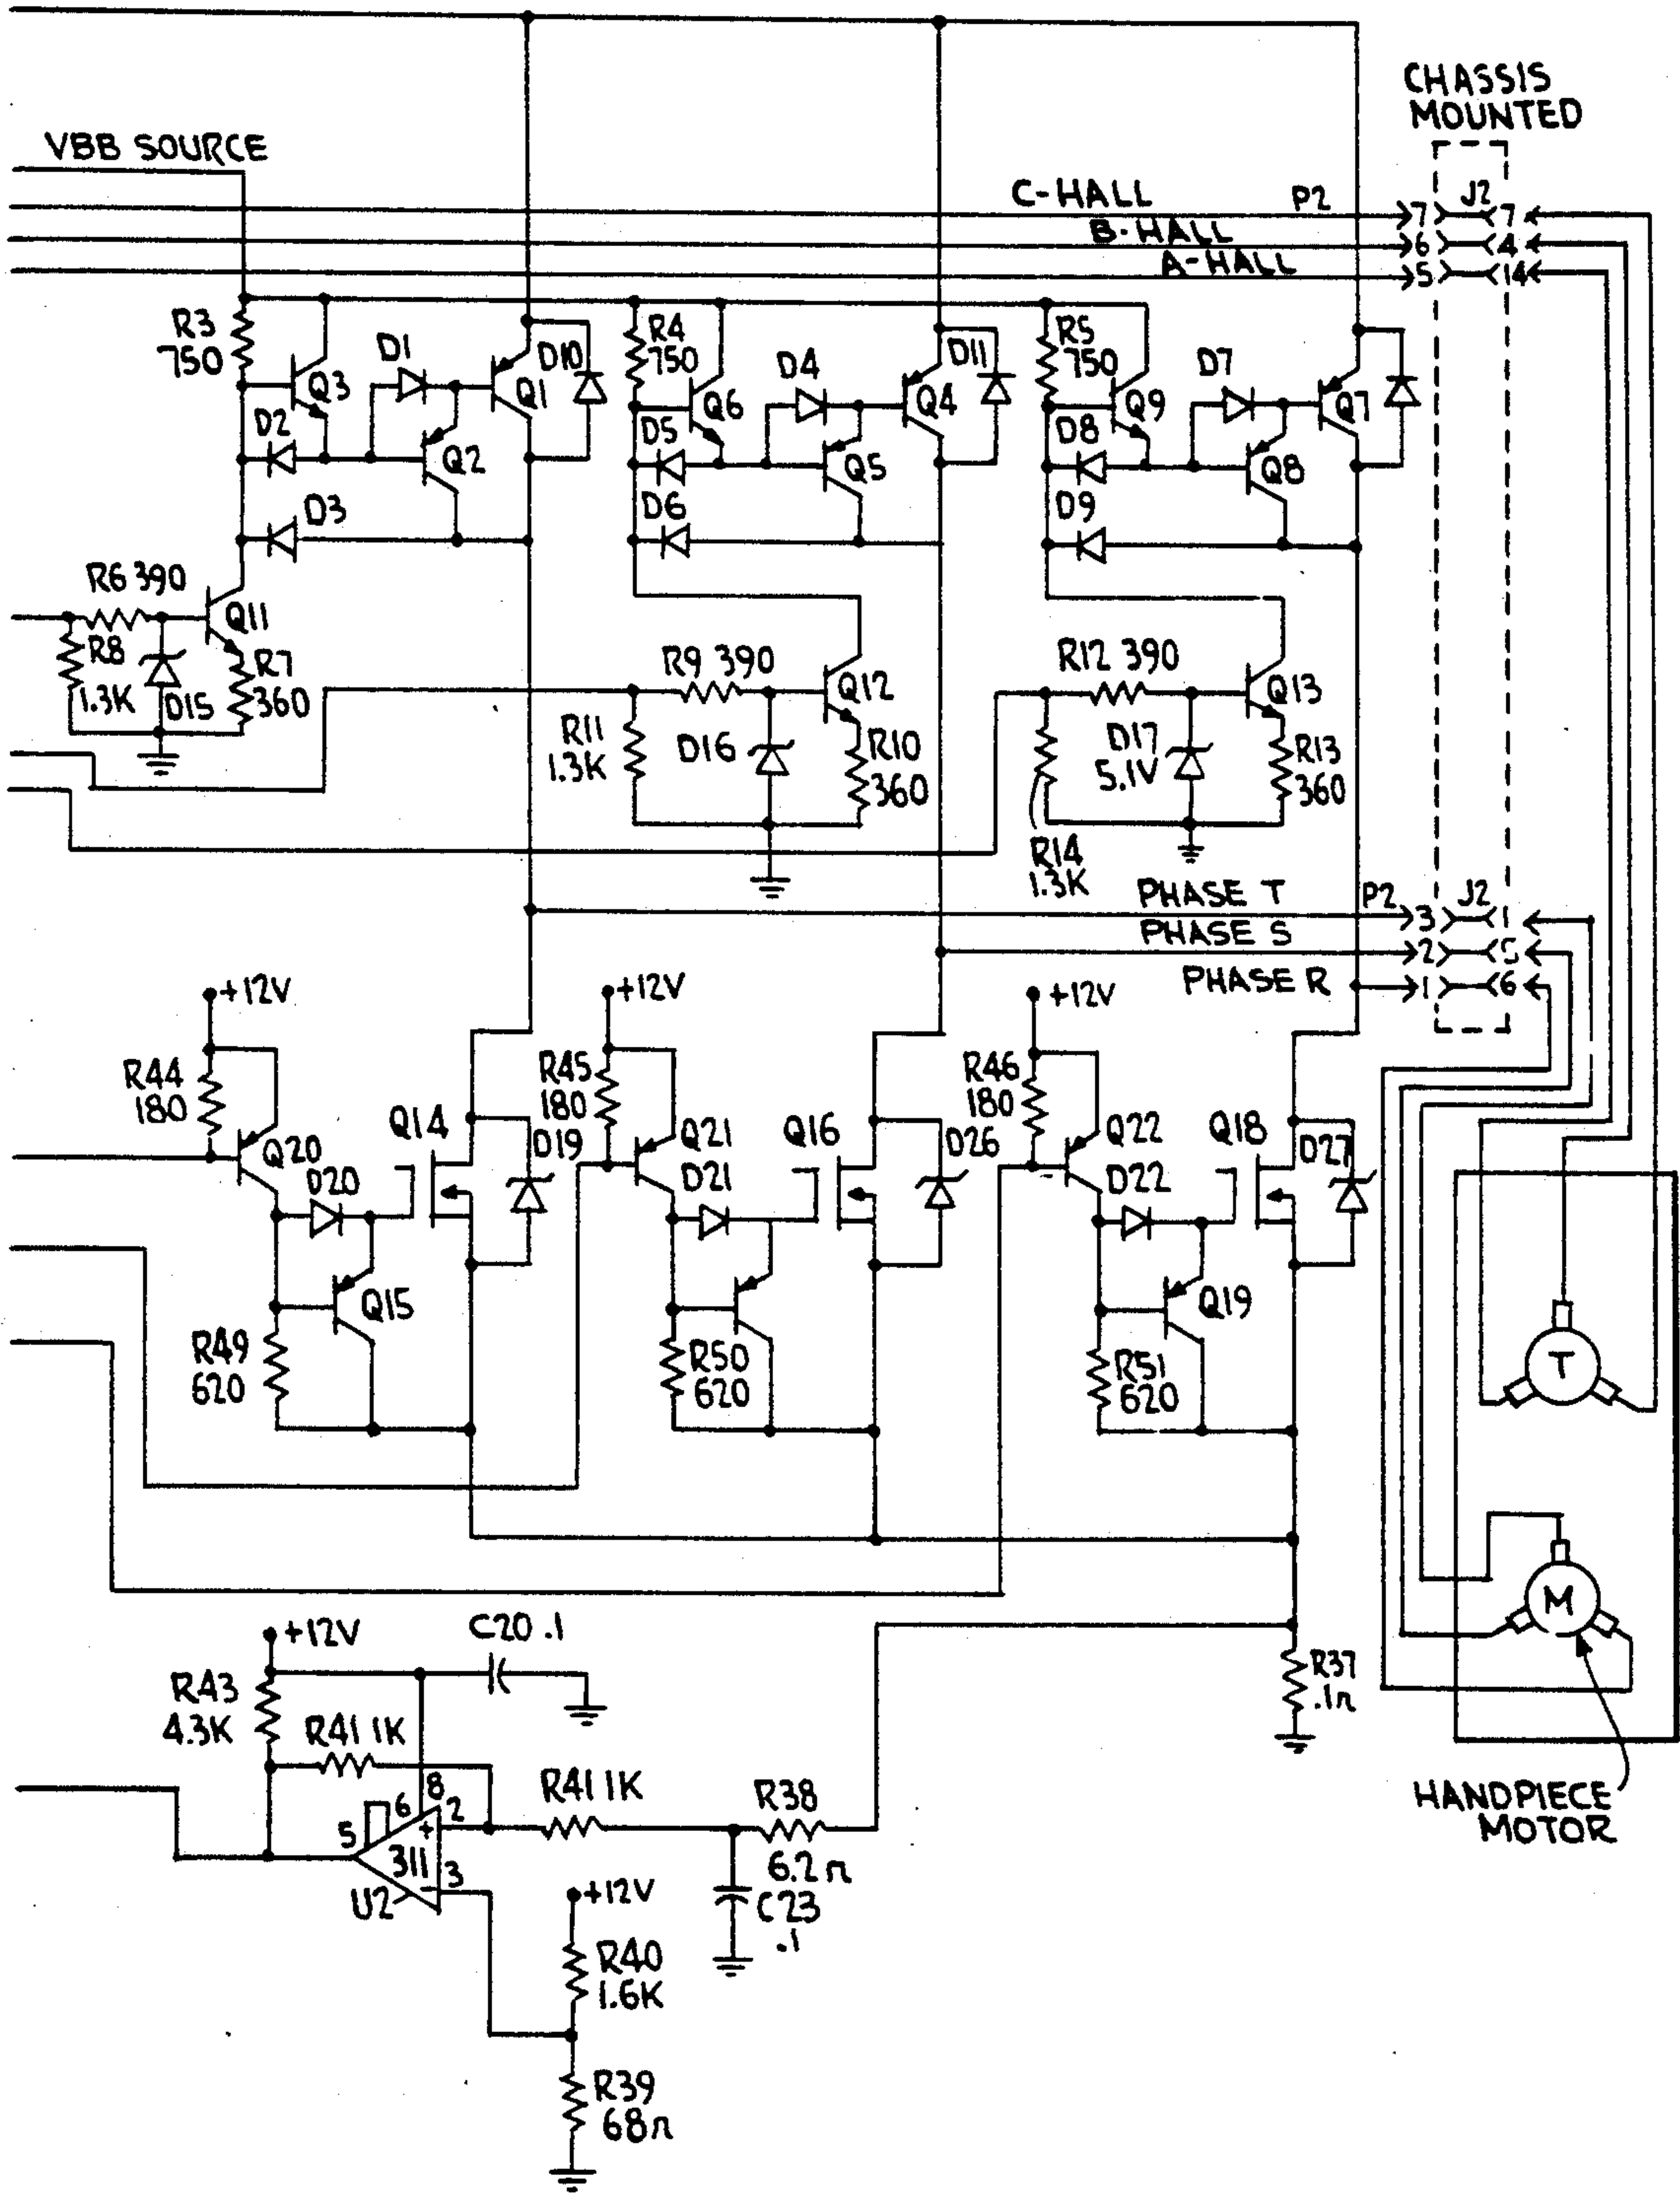 CHASSIS
MOUNTED
VBB SOURCE
C-HALL
P2
7
J2
7
B-HALL
6
4
A-HALL
5
14
R3
750
Q3
D1
Q1
D10
R4
750
Q6
D4
Q4
D11
R5
750
Q9
D7
Q7
D2
Q2
D5
Q5
D8
Q8
D3
D6
D9
R6 390
Q11
R8
1.3K
D15
R7
360
R9 390
Q12
R11
1.3K
D16
R10
360
R12 390
Q13
D17
5.1V
R13
360
R14
1.3K
PHASE T
P2
3
J2
1
PHASE S
2
5
PHASE R
1
6
+12V
+12V
+12V
R44
180
Q20
D20
Q14
D19
R45
180
Q21
D21
Q16
D26
R46
180
Q22
D22
Q18
D27
Q15
Q19
R49
620
R50
620
R51
620
T
M
+12V
C20 .1
R43
4.3K
R41 1K
R37
.1Ω
5
6
8
2
+
311
3
-
U2
R41 1K
R38
6.2Ω
C23
.1
+12V
R40
1.6K
R39
68Ω
HANDPIECE
MOTOR